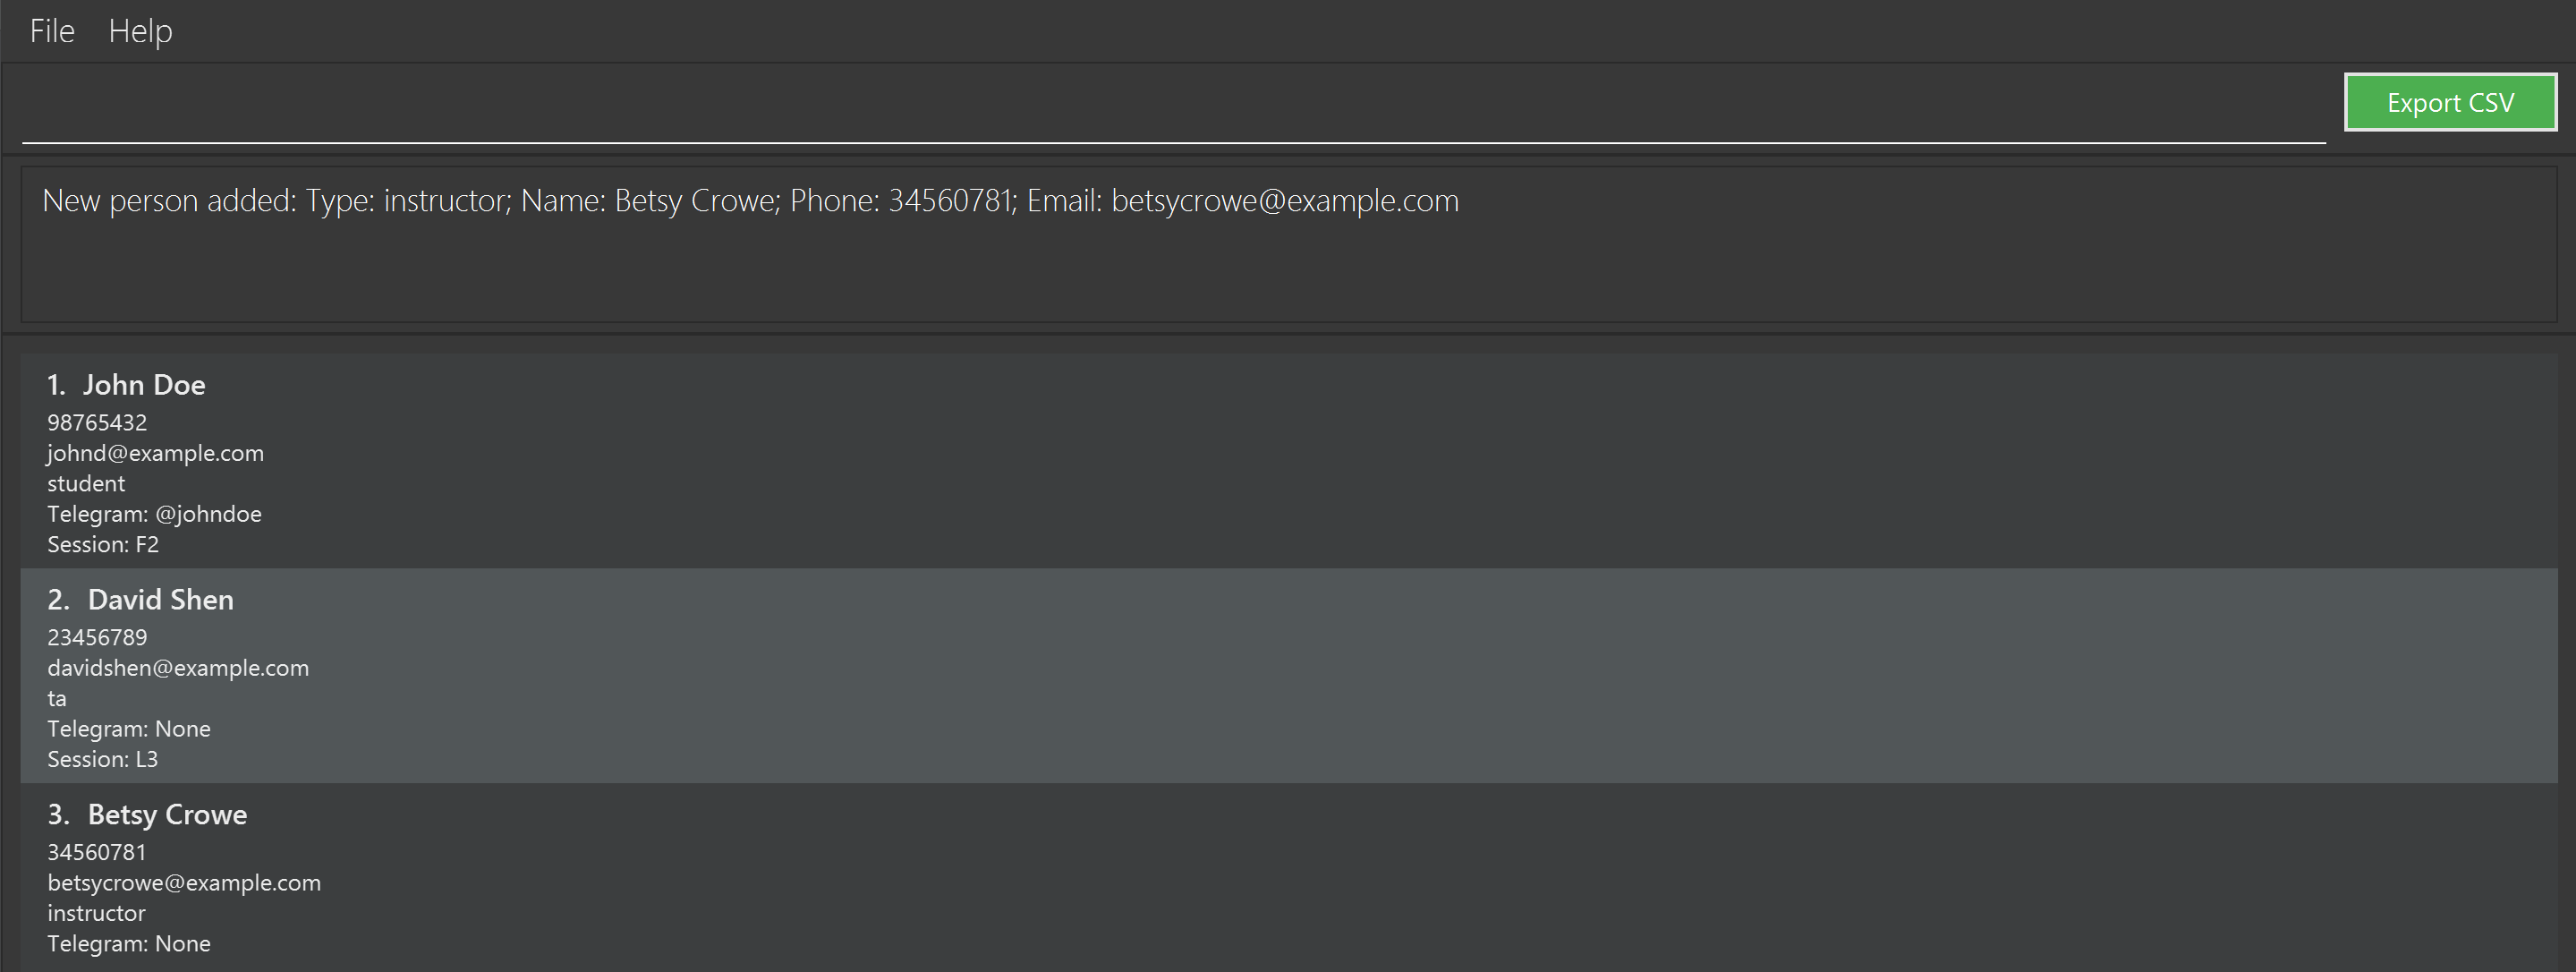 File Help
Export CSV
New person added: Type: instructor; Name: Betsy Crowe; Phone: 34560781; Email: betsycrowe@example.com
1. John Doe
98765432
johnd@example.com
student
Telegram: @johndoe
Session: F2
2. David Shen
23456789
davidshen@example.com
ta
Telegram: None
Session: L3
3. Betsy Crowe
34560781
betsycrowe@example.com
instructor
Telegram: None